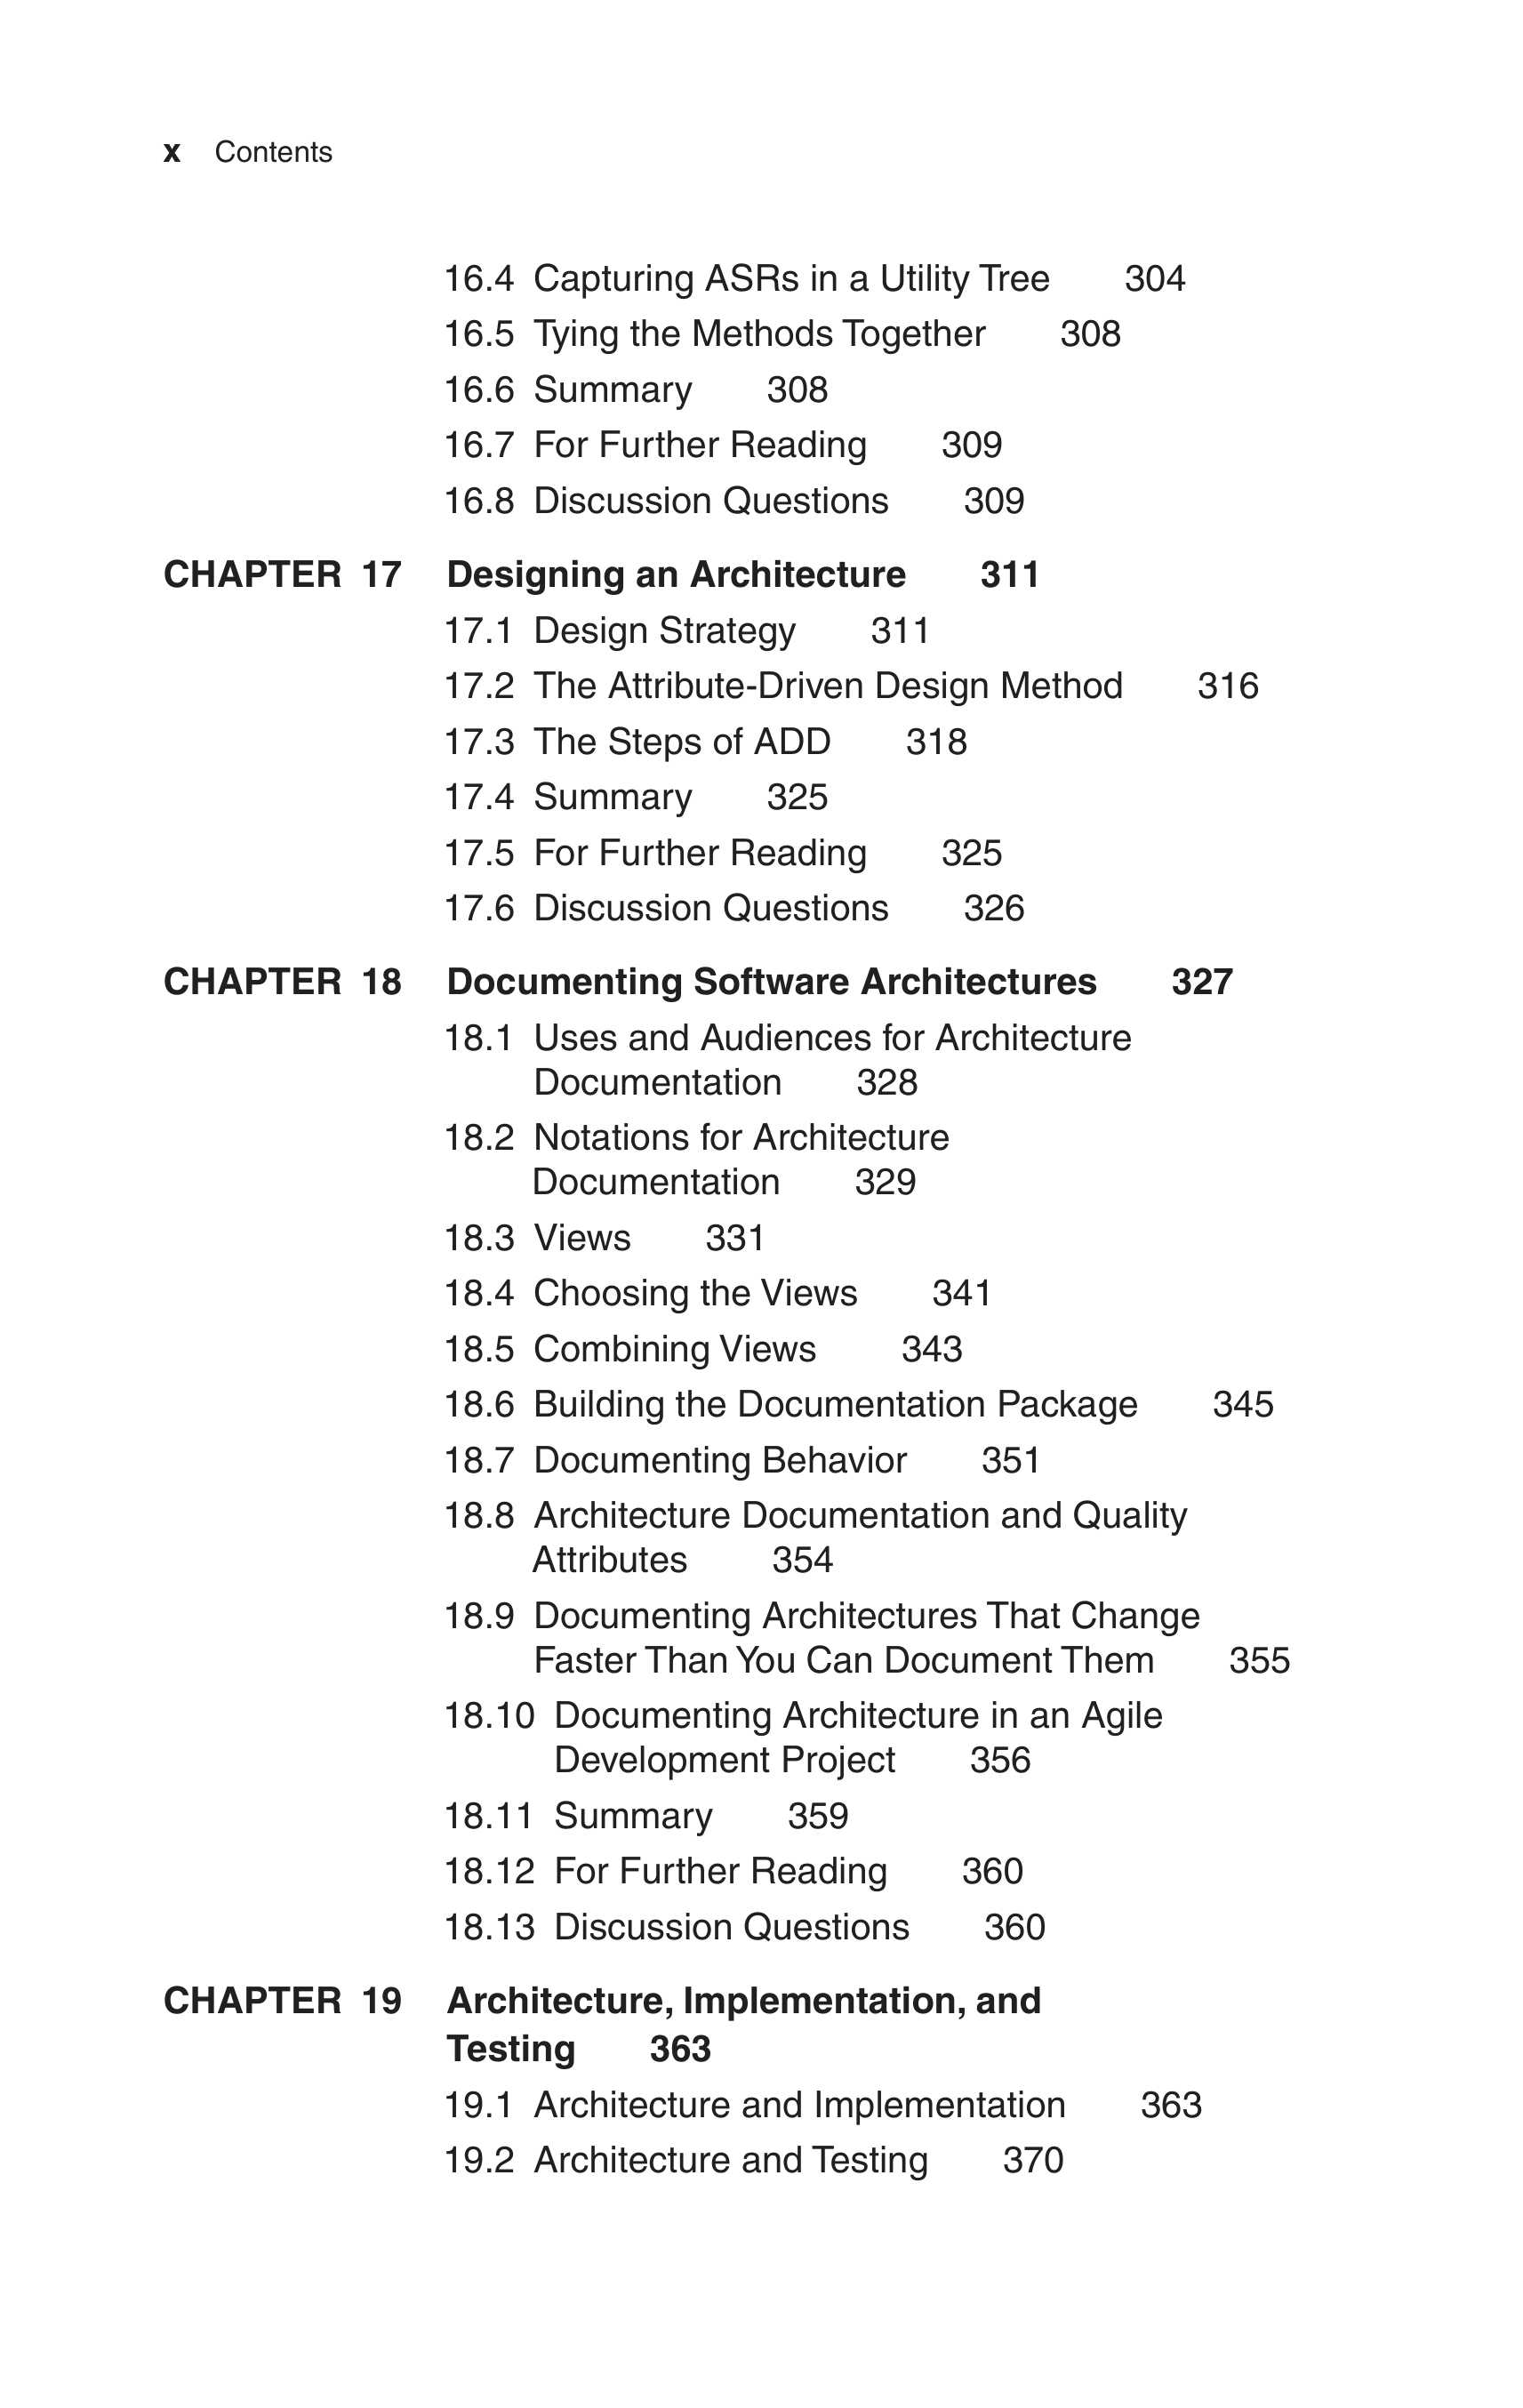 x Contents
16.4 Capturing ASRs in a Utility Tree 304
16.5 Tying the Methods Together 308
16.6 Summary 308
16.7 For Further Reading 309
16.8 Discussion Questions 309
CHAPTER 17 Designing an Architecture 311
17.1 Design Strategy 311
17.2 The Attribute-Driven Design Method 316
17.3 The Steps of ADD 318
17.4 Summary 325
17.5 For Further Reading 325
17.6 Discussion Questions 326
CHAPTER 18 Documenting Software Architectures 327
18.1 Uses and Audiences for Architecture
Documentation 328
18.2 Notations for Architecture
Documentation 329
18.3 Views 331
18.4 Choosing the Views 341
18.5 Combining Views 343
18.6 Building the Documentation Package 345
18.7 Documenting Behavior 351
18.8 Architecture Documentation and Quality
Attributes 354
18.9 Documenting Architectures That Change
Faster Than You Can Document Them 355
18.10 Documenting Architecture in an Agile
Development Project 356
18.11 Summary 359
18.12 For Further Reading 360
18.13 Discussion Questions 360
CHAPTER 19 Architecture, Implementation, and
Testing 363
19.1 Architecture and Implementation 363
19.2 Architecture and Testing 370